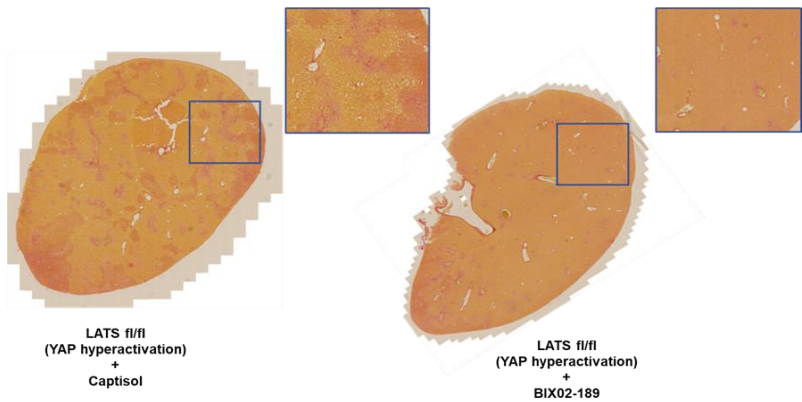 LATS fl/fl
(YAP hyperactivation)
+
Captisol
LATS fl/fl
(YAP hyperactivation)
+
BIX02-189